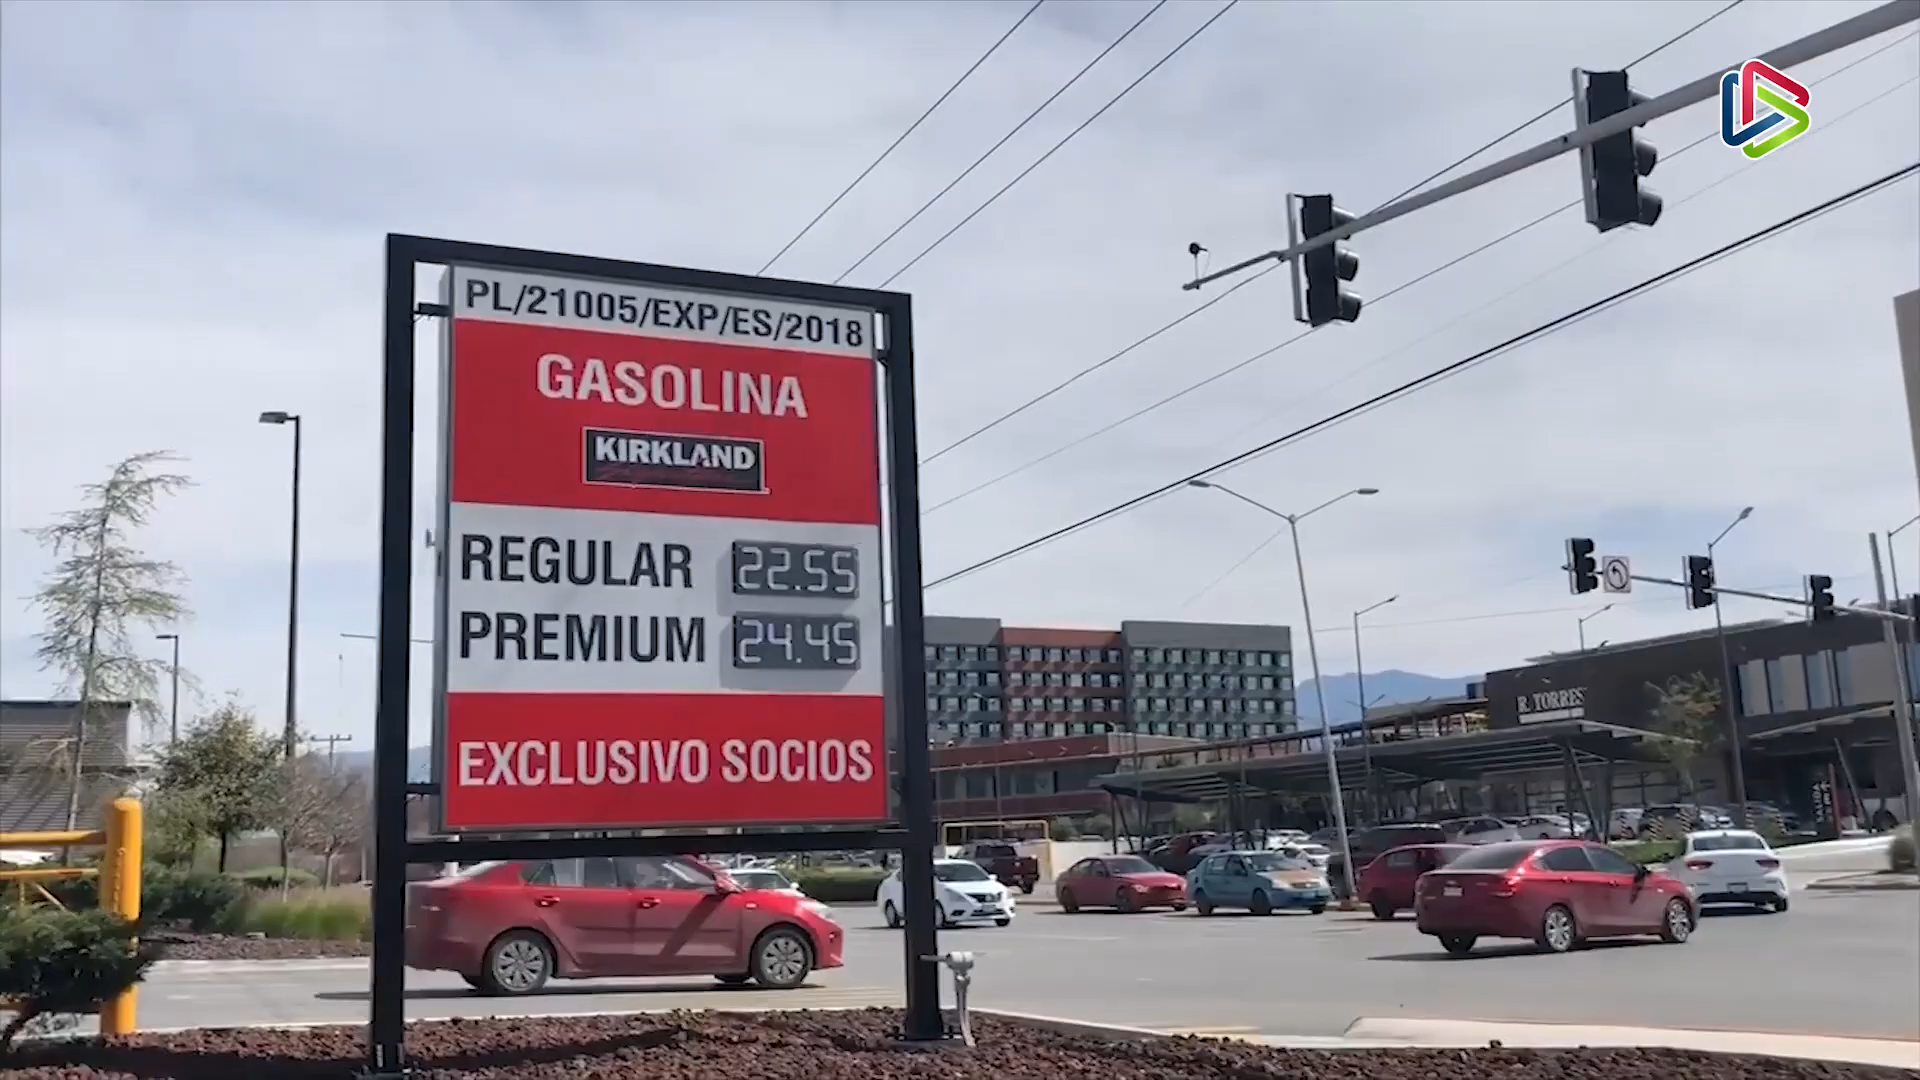 PL/21005/EXP/ES/2018
GASOLINA
KIRKLAND
REGULAR 22.55
PREMIUM 24.45
EXCLUSIVO SOCIOS
R. TORRES